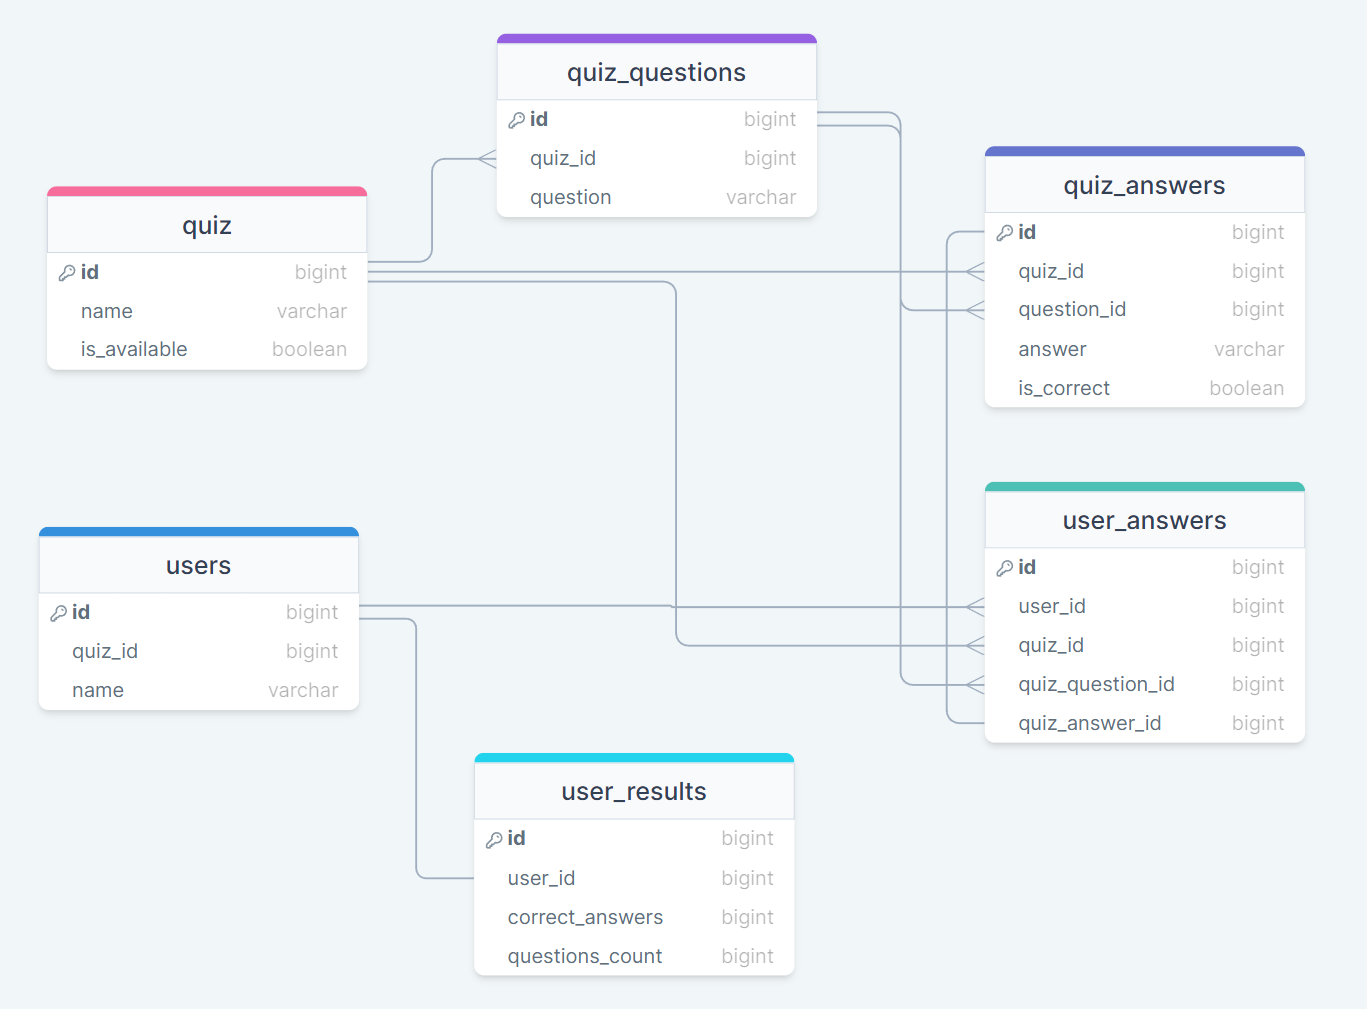 quiz_questions
id bigint
quiz_id bigint
question varchar
quiz
id bigint
name varchar
is_available boolean
quiz_answers
id bigint
quiz_id bigint
question_id bigint
answer varchar
is_correct boolean
users
id bigint
quiz_id bigint
name varchar
user_answers
id bigint
user_id bigint
quiz_id bigint
quiz_question_id bigint
quiz_answer_id bigint
user_results
id bigint
user_id bigint
correct_answers bigint
questions_count bigint